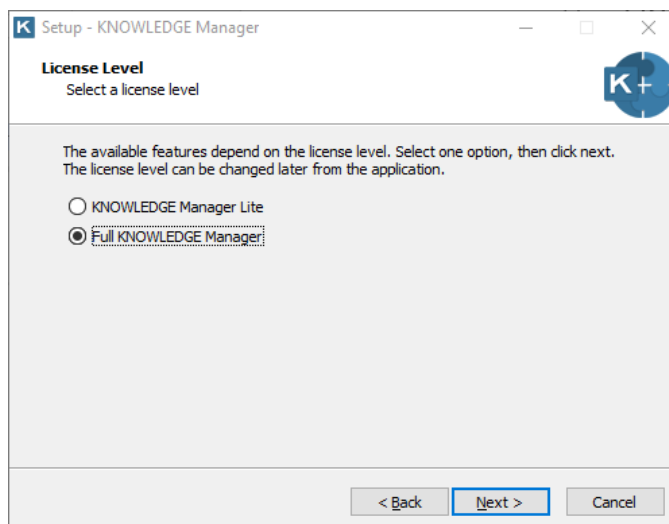 K Setup - KNOWLEDGE Manager
License Level
Select a license level
K+
The available features depend on the license level. Select one option, then click next.
The license level can be changed later from the application.
KNOWLEDGE Manager Lite
Full KNOWLEDGE Manager
< Back
Next >
Cancel